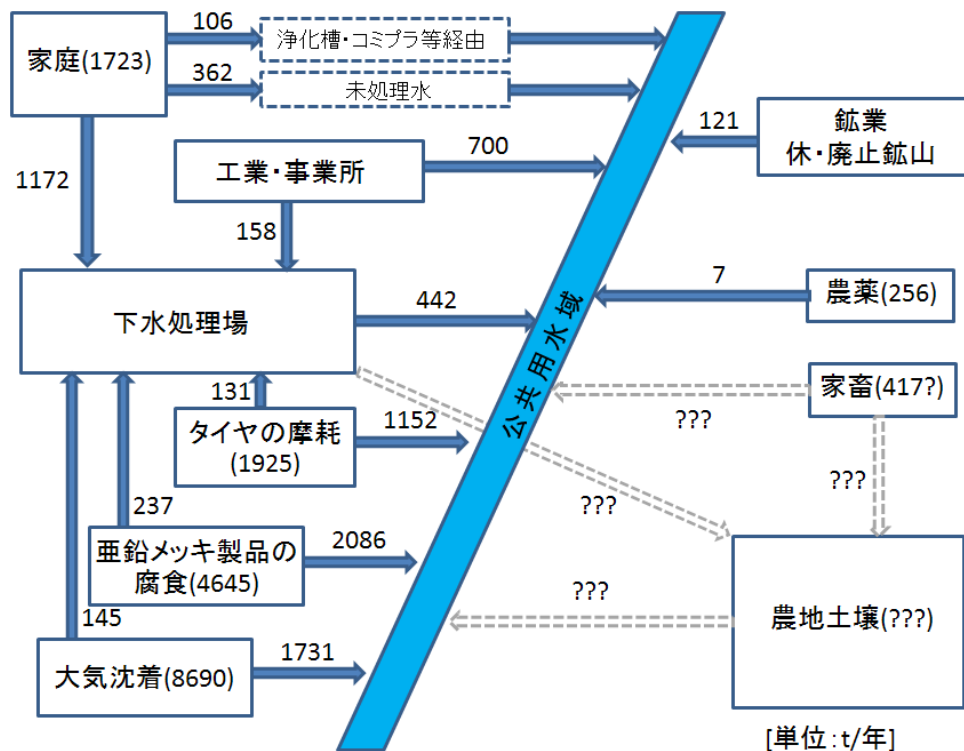 106
家庭(1723)
浄化槽・コミプラ等経由
362
未処理水
1172
工業・事業所
700
158
121
鉱業
休・廃止鉱山
下水処理場
442
7
農薬(256)
公共用水域
131
タイヤの摩耗
(1925)
1152
家畜(417?)
???
???
???
237
亜鉛メッキ製品の
腐食(4645)
2086
???
農地土壌(???)
145
大気沈着(8690)
1731
[単位:t/年]